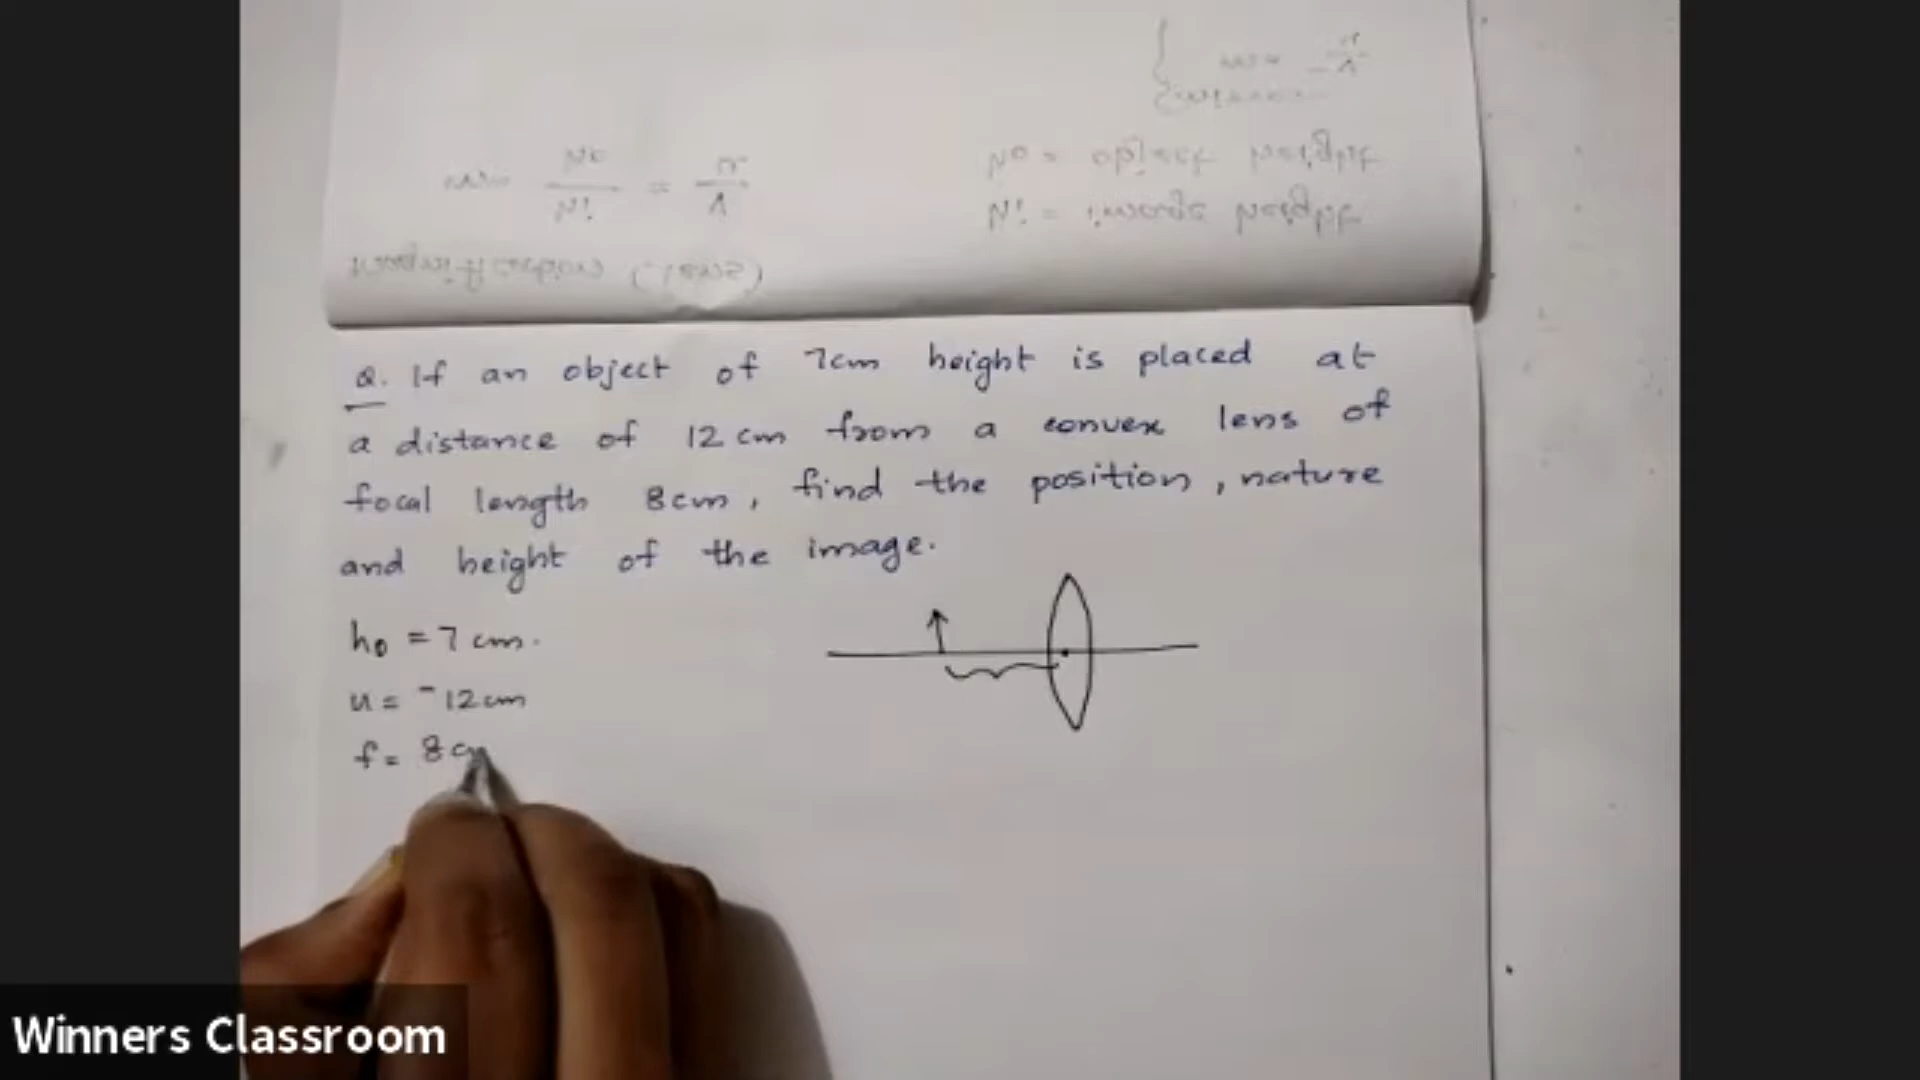 Q. If an object of 7cm height is placed at
a distance of 12 cm from a convex lens of
focal length 8cm, find the position, nature
and height of the image.
h₀ = 7 cm.
u = -12cm
f = 8 cm
Winners Classroom